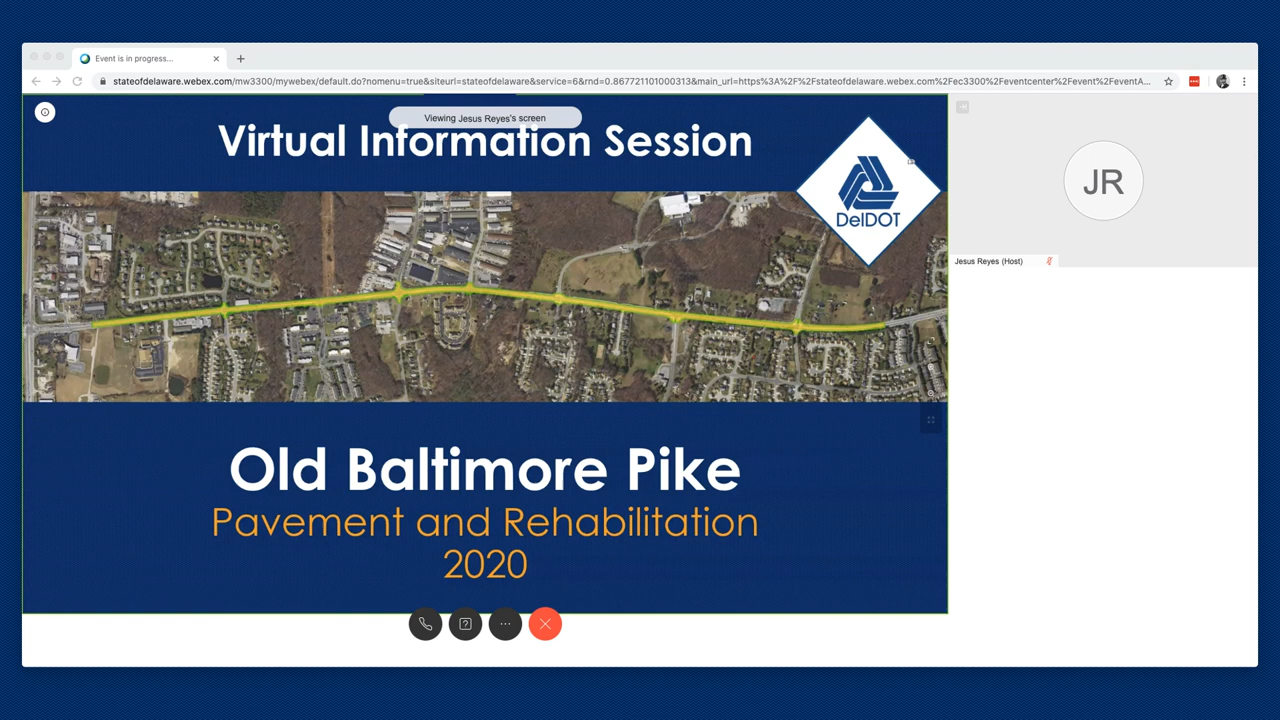 Event is in progress...
stateofdelaware.webex.com/mw3300/mywebex/default.do?nomenu=true&siteurl=stateofdelaware&service=6&rnd=0.867721101000313&main_url=https%3A%2F%2Fstateofdelaware.webex.com%2Fec3300%2Feventcenter%2Fevent%2FeventA...
Viewing Jesus Reyes's screen
Virtual Information Session
DelDOT
JR
Jesus Reyes (Host)
Old Baltimore Pike
Pavement and Rehabilitation
2020